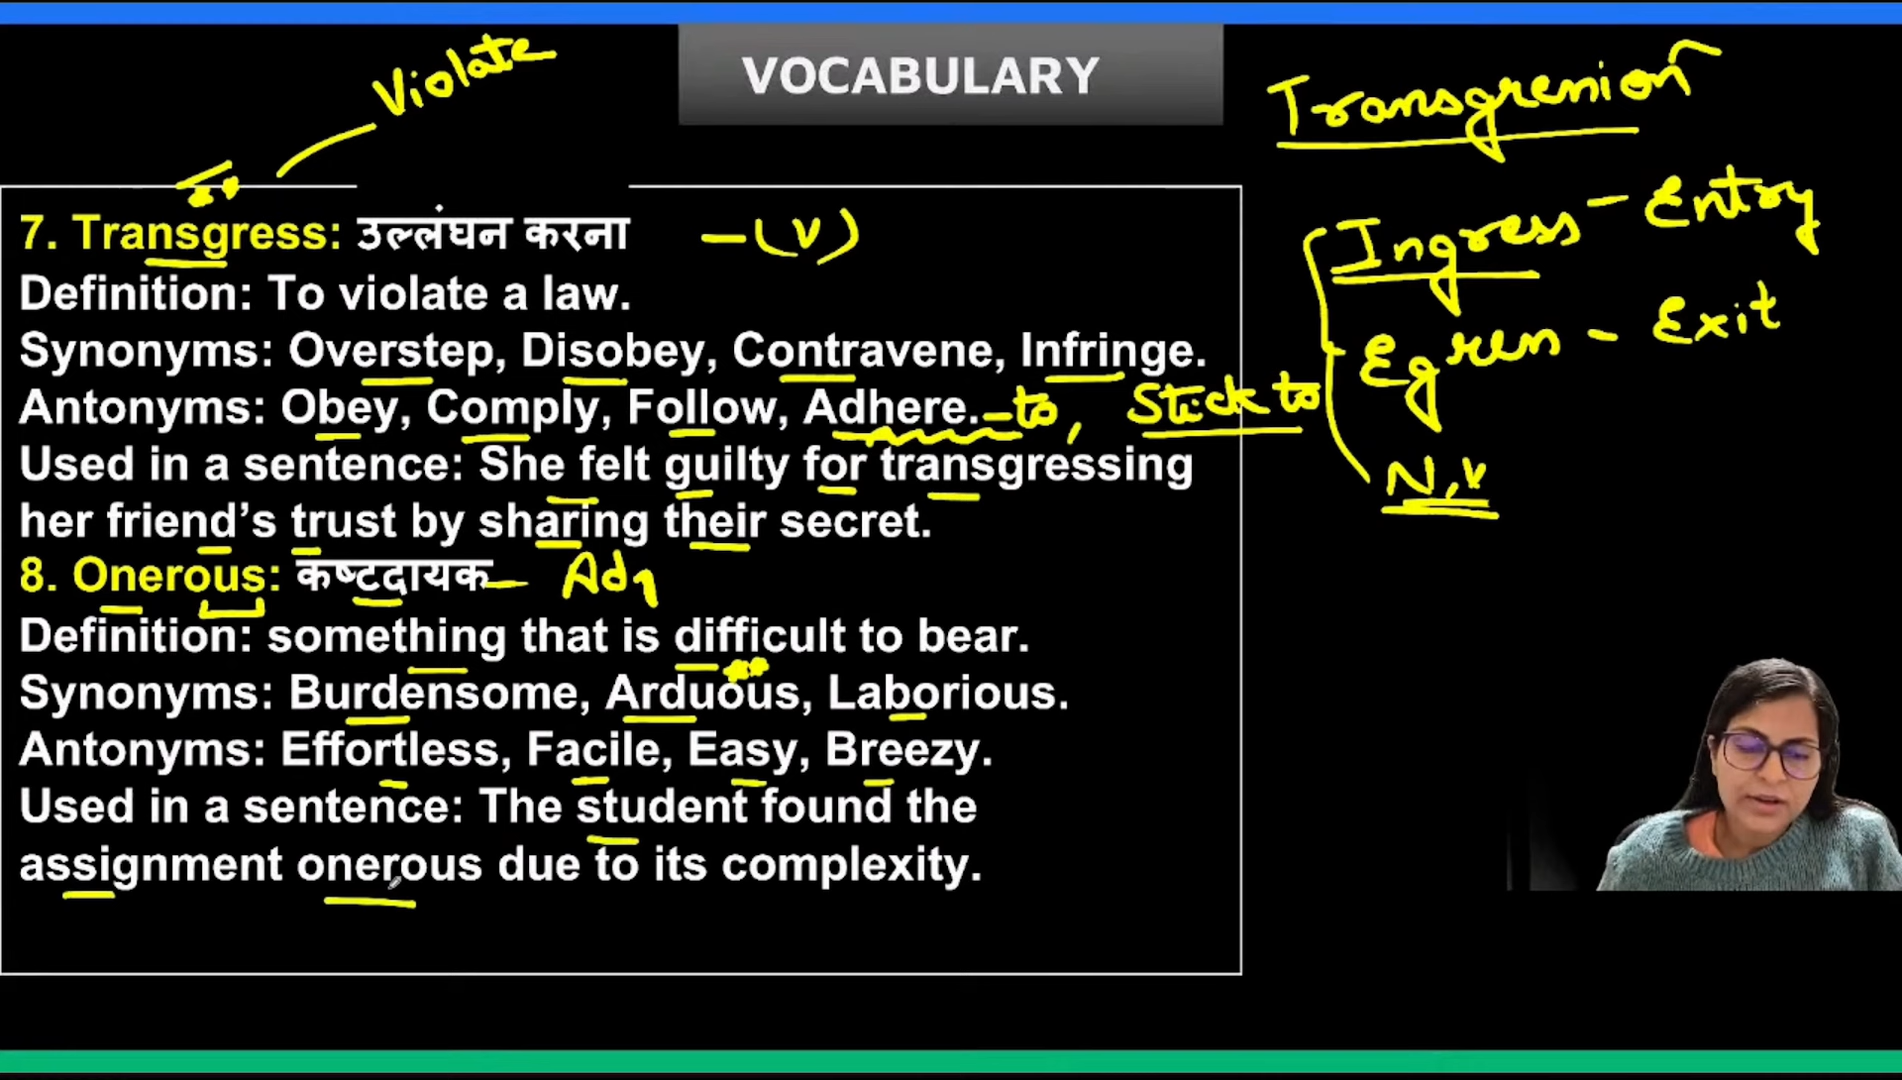 VOCABULARY
Violate
Transgression
7. Transgress: उल्लंघन करना – (v)
Definition: To violate a law.
Synonyms: Overstep, Disobey, Contravene, Infringe.
Antonyms: Obey, Comply, Follow, Adhere. – to, Stick to
Used in a sentence: She felt guilty for transgressing
her friend's trust by sharing their secret.
8. Onerous: कष्टदायक – Adj
Definition: something that is difficult to bear.
Synonyms: Burdensome, Arduous, Laborious.
Antonyms: Effortless, Facile, Easy, Breezy.
Used in a sentence: The student found the
assignment onerous due to its complexity.
Ingress – Entry
Egress – Exit
N, V